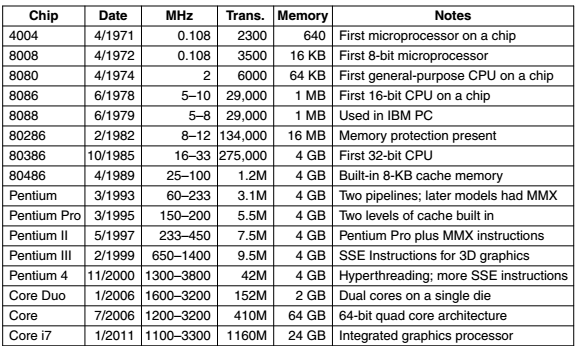 Chip Date MHz Trans. Memory Notes
4004 4/1971 0.108 2300 640 First microprocessor on a chip
8008 4/1972 0.108 3500 16 KB First 8-bit microprocessor
8080 4/1974 2 6000 64 KB First general-purpose CPU on a chip
8086 6/1978 5–10 29,000 1 MB First 16-bit CPU on a chip
8088 6/1979 5–8 29,000 1 MB Used in IBM PC
80286 2/1982 8–12 134,000 16 MB Memory protection present
80386 10/1985 16–33 275,000 4 GB First 32-bit CPU
80486 4/1989 25–100 1.2M 4 GB Built-in 8-KB cache memory
Pentium 3/1993 60–233 3.1M 4 GB Two pipelines; later models had MMX
Pentium Pro 3/1995 150–200 5.5M 4 GB Two levels of cache built in
Pentium II 5/1997 233–450 7.5M 4 GB Pentium Pro plus MMX instructions
Pentium III 2/1999 650–1400 9.5M 4 GB SSE Instructions for 3D graphics
Pentium 4 11/2000 1300–3800 42M 4 GB Hyperthreading; more SSE instructions
Core Duo 1/2006 1600–3200 152M 2 GB Dual cores on a single die
Core 7/2006 1200–3200 410M 64 GB 64-bit quad core architecture
Core i7 1/2011 1100–3300 1160M 24 GB Integrated graphics processor